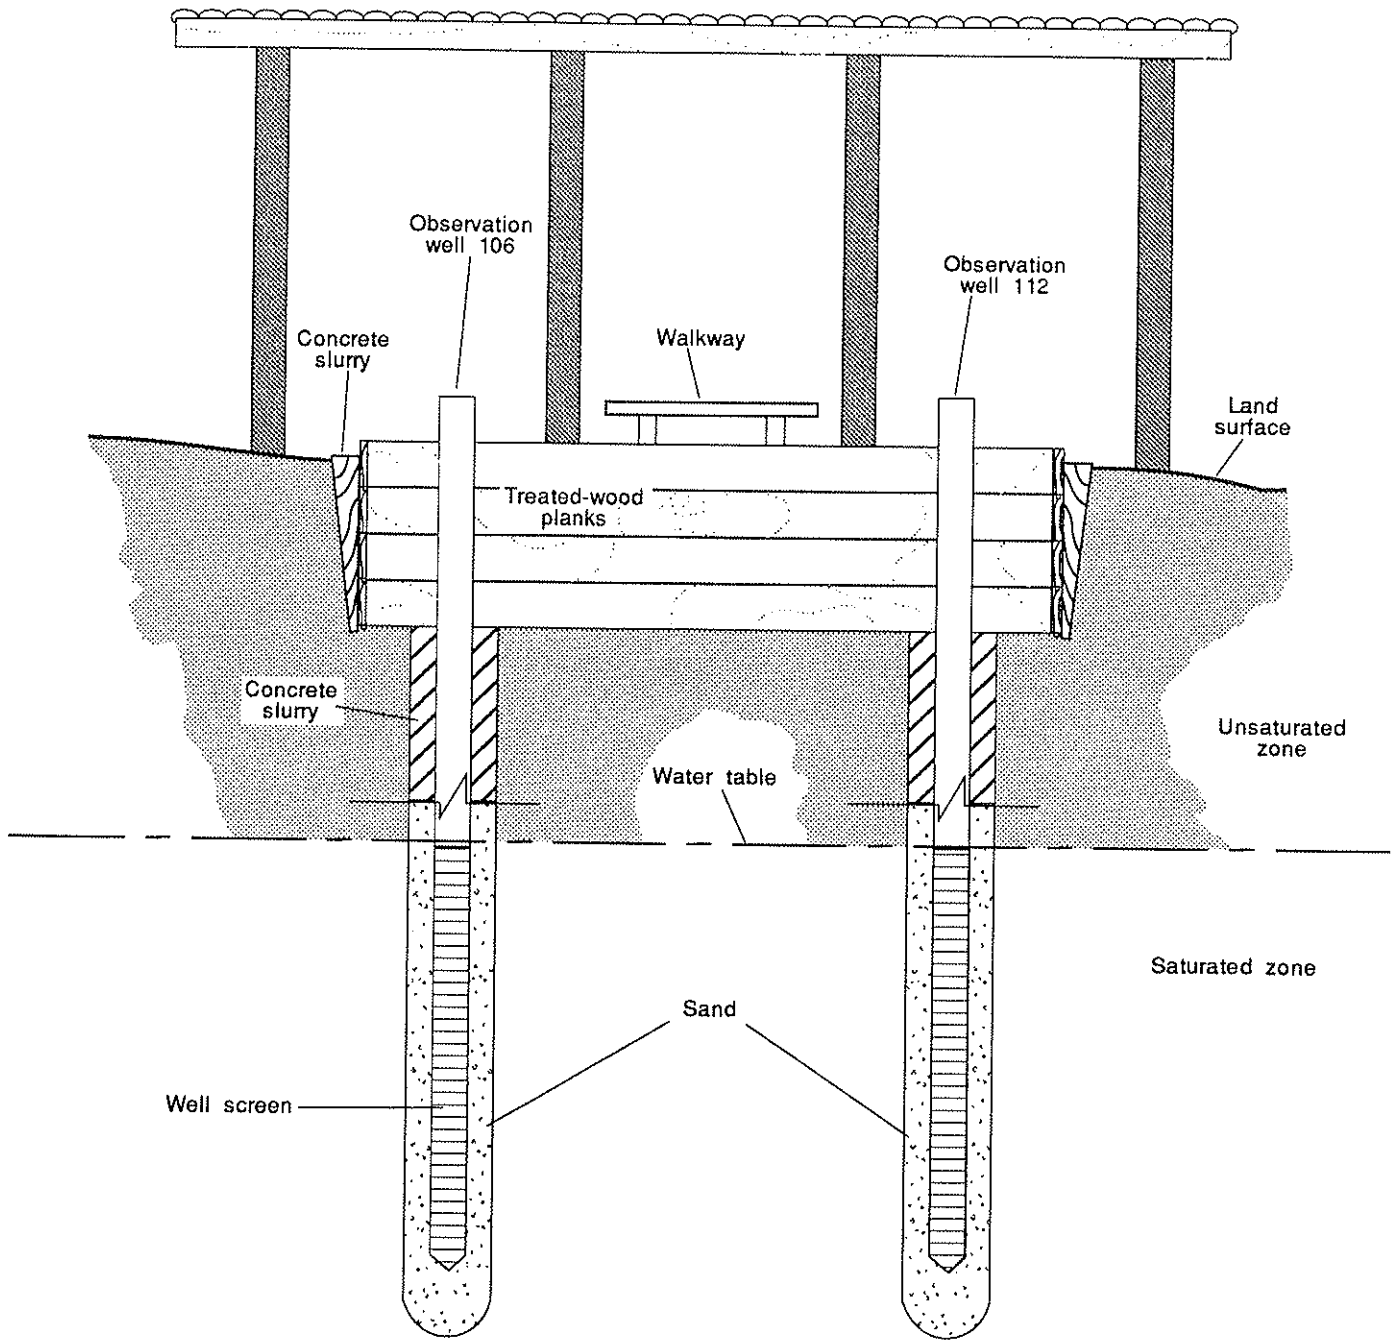 Observation
well 106
Observation
well 112
Concrete
slurry
Walkway
Land
surface
Treated-wood
planks
Concrete
slurry
Unsaturated
zone
Water table
Saturated zone
Sand
Well screen